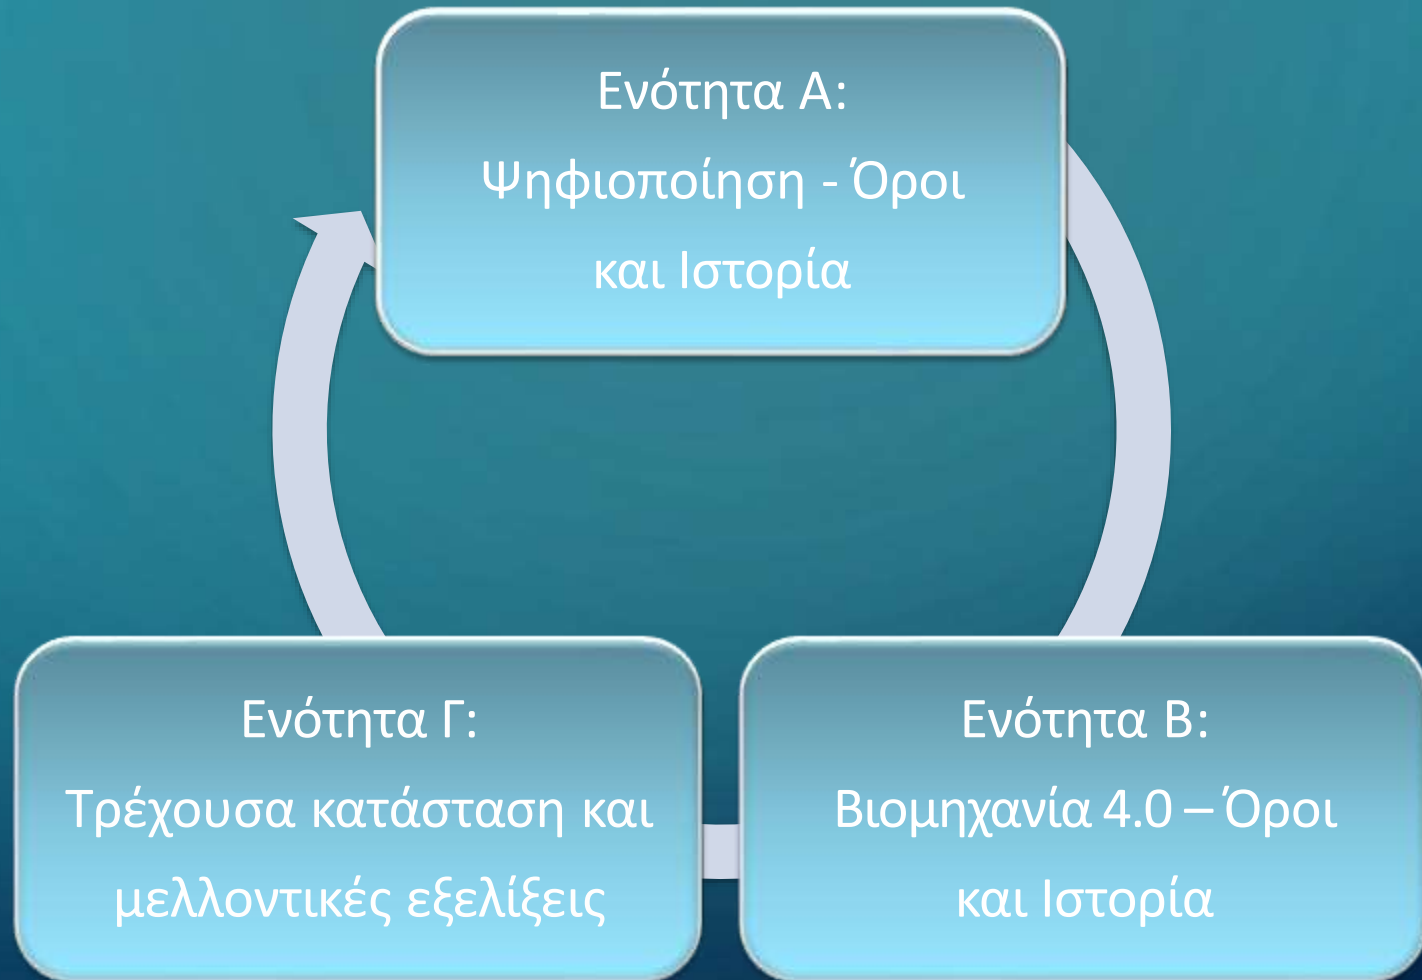 Ενότητα Α:
Ψηφιοποίηση - Όροι
και Ιστορία
Ενότητα Β:
Βιομηχανία 4.0 – Όροι
και Ιστορία
Ενότητα Γ:
Τρέχουσα κατάσταση και
μελλοντικές εξελίξεις